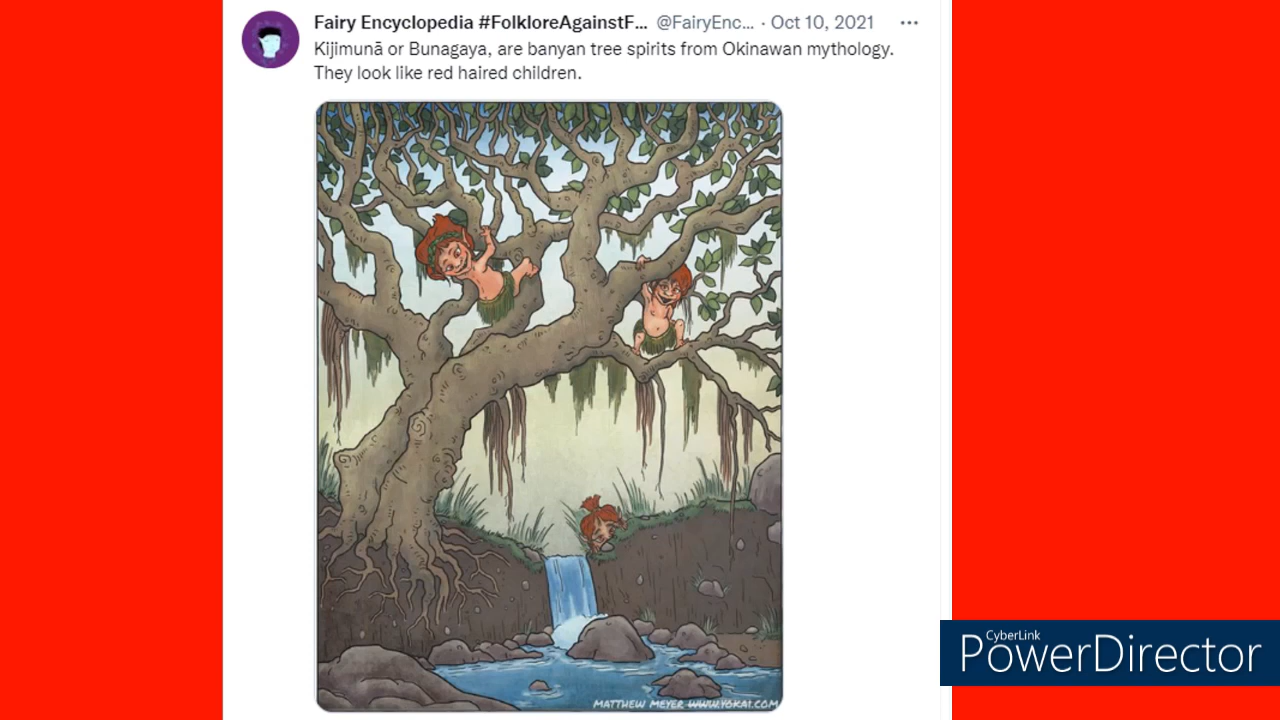 Fairy Encyclopedia #FolkloreAgainstF... @FairyEnc... · Oct 10, 2021
Kijimunā or Bunagaya, are banyan tree spirits from Okinawan mythology.
They look like red haired children.
CyberLink
PowerDirector
MATTHEW MEYER WWW.YOKAI.COM